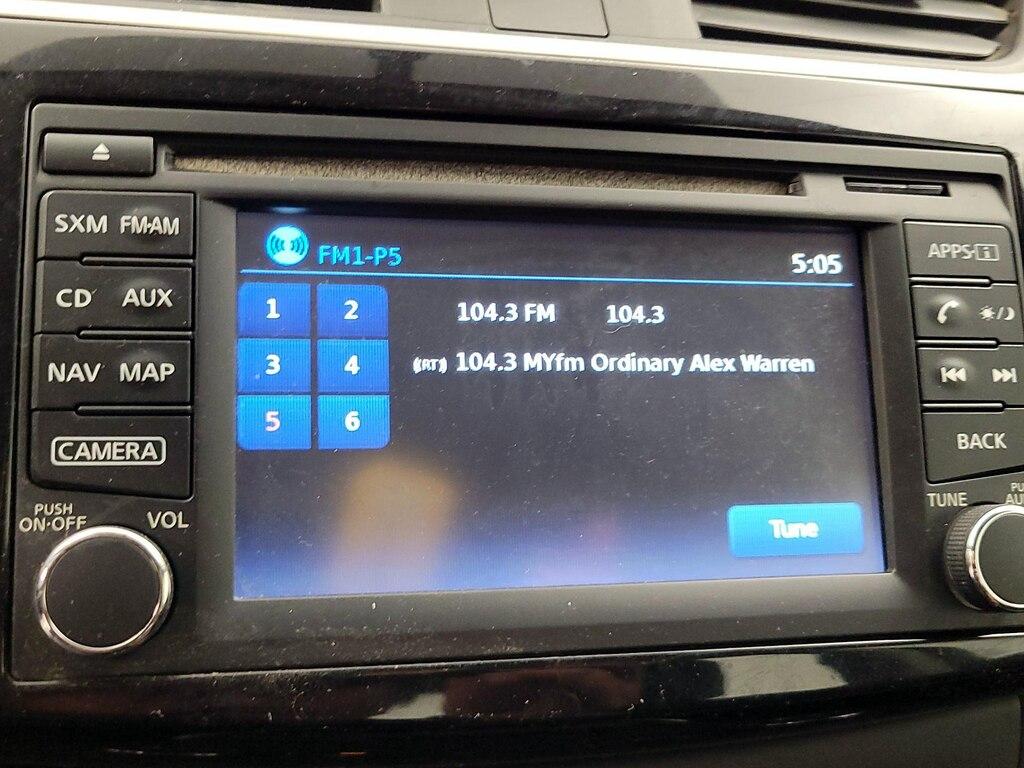 SXM FM·AM
CD AUX
NAV MAP
CAMERA
PUSH
ON·OFF
VOL
FM1-P5
5:05
1 2
3 4
5 6
104.3 FM 104.3
((RT)) 104.3 MYfm Ordinary Alex Warren
Tune
APPS·i
BACK
TUNE